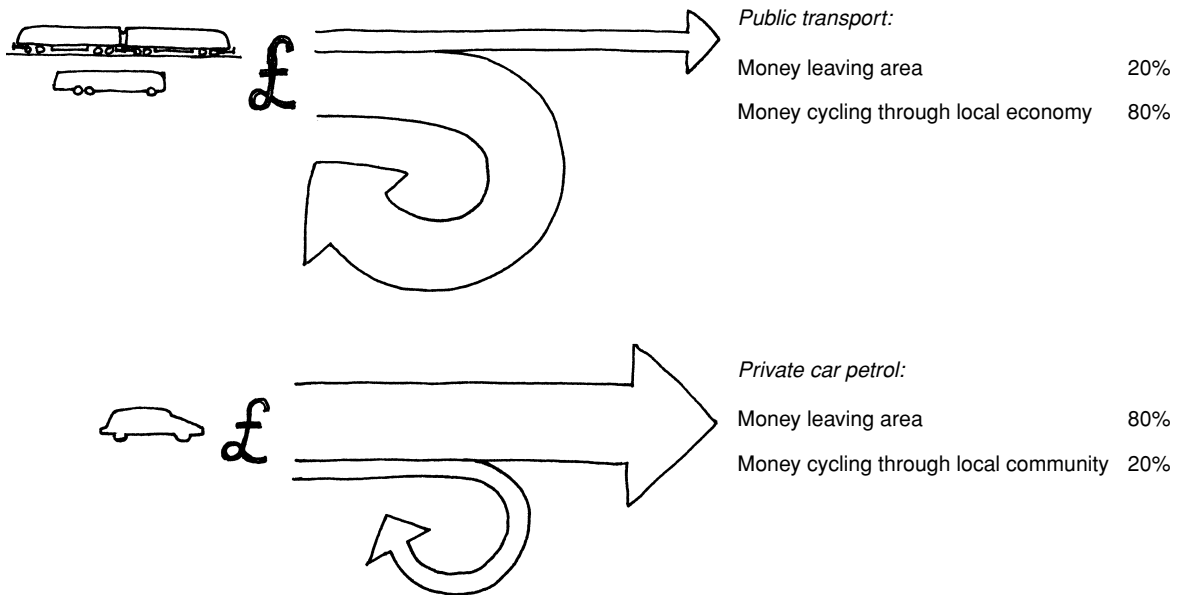 Public transport:
£
Money leaving area 20%
Money cycling through local economy 80%
Private car petrol:
£
Money leaving area 80%
Money cycling through local community 20%